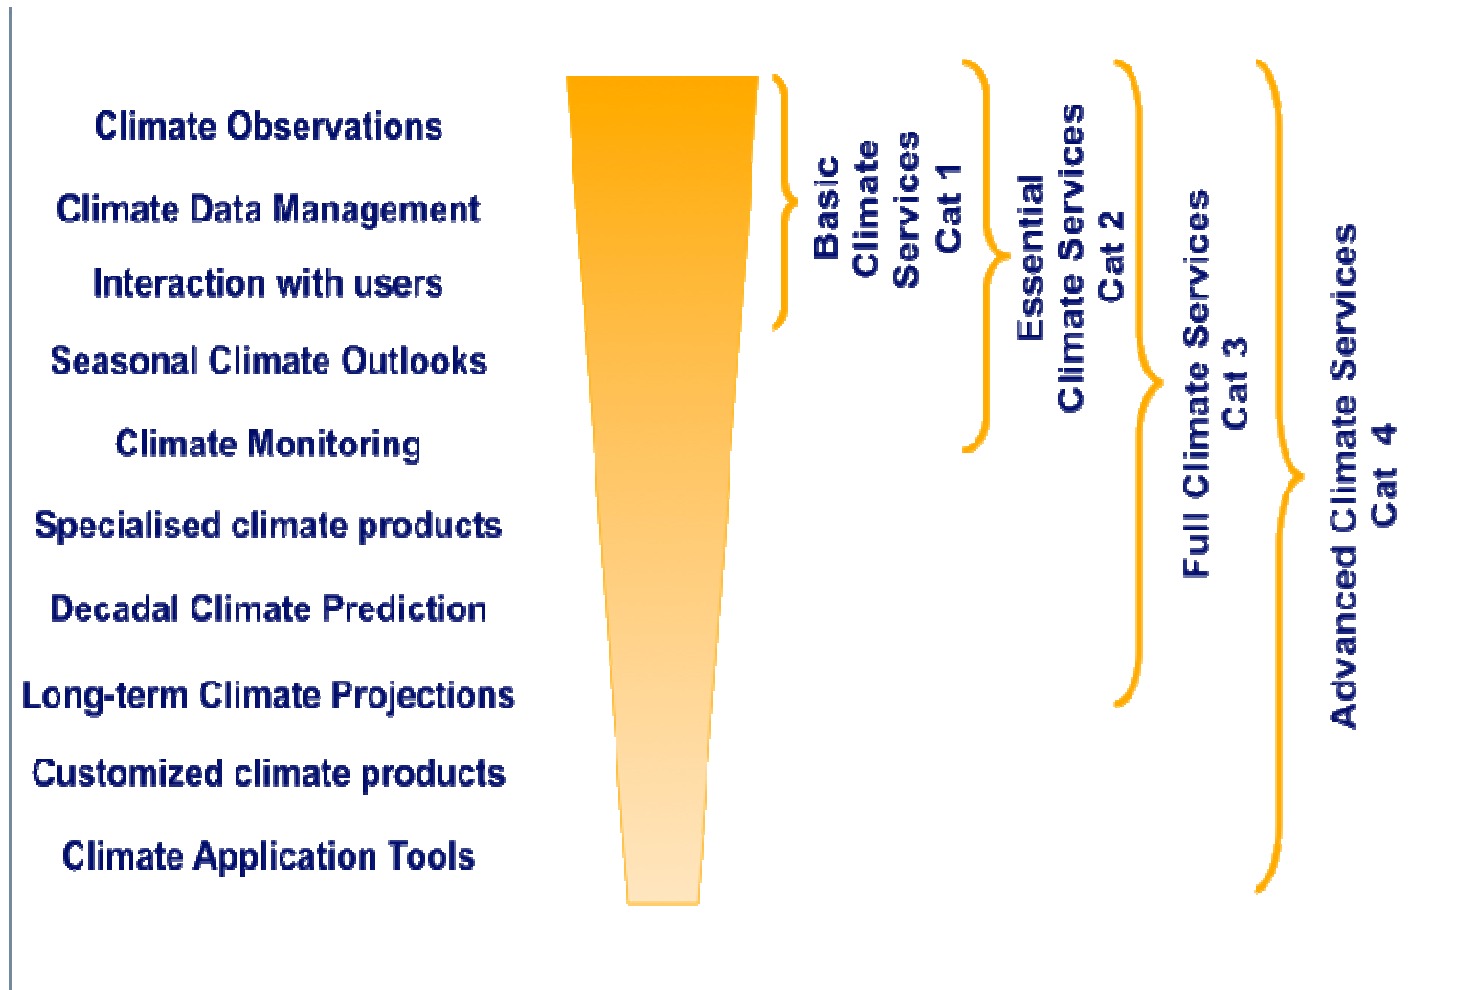 Climate Observations
Climate Data Management
Interaction with users
Seasonal Climate Outlooks
Climate Monitoring
Specialised climate products
Decadal Climate Prediction
Long-term Climate Projections
Customized climate products
Climate Application Tools
Basic
Climate
Services
Cat 1
Essential
Climate Services
Cat 2
Full Climate Services
Cat 3
Advanced Climate Services
Cat 4